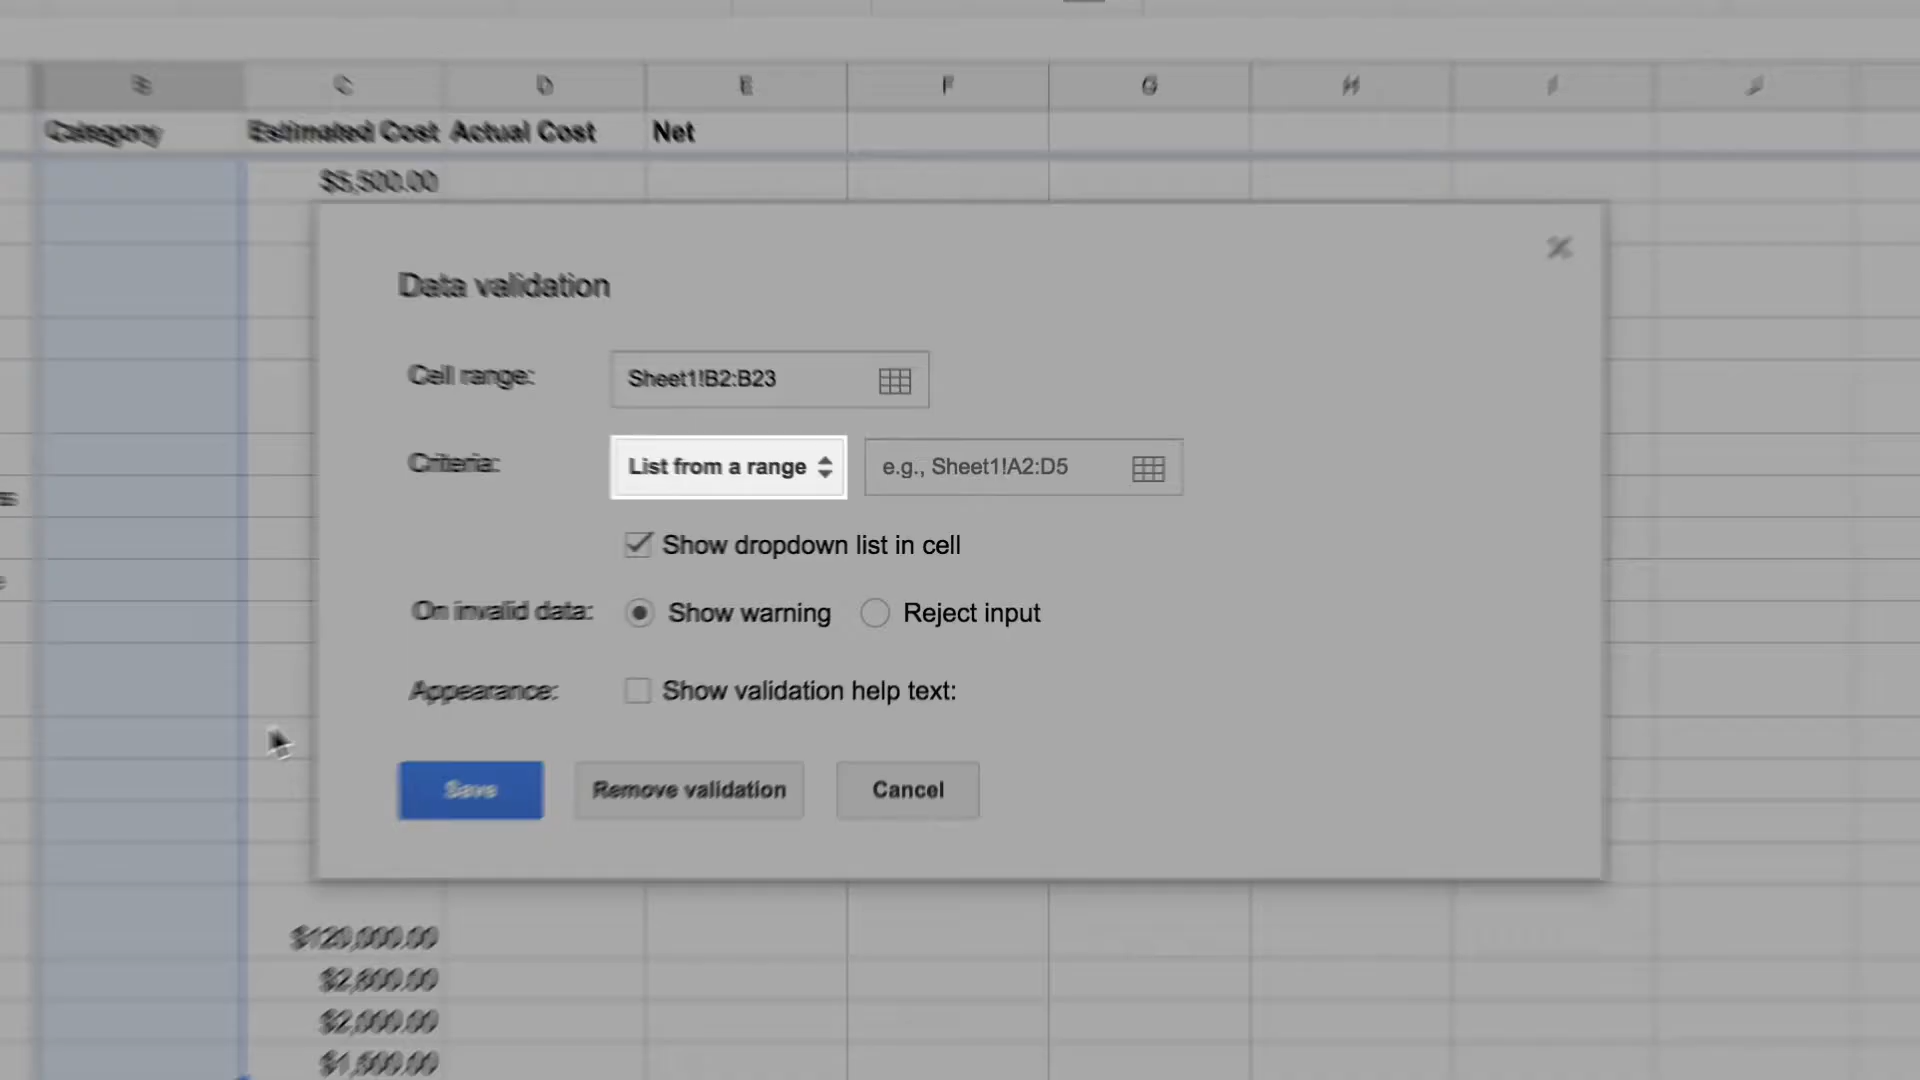 B C D E F G H I J
Category Estimated Cost Actual Cost Net
$5,500.00
Data validation
Cell range: Sheet1!B2:B23
Criteria: List from a range e.g., Sheet1!A2:D5
Show dropdown list in cell
On invalid data: Show warning Reject input
Appearance: Show validation help text:
Save Remove validation Cancel
$120,000.00
$2,800.00
$2,000.00
$1,500.00